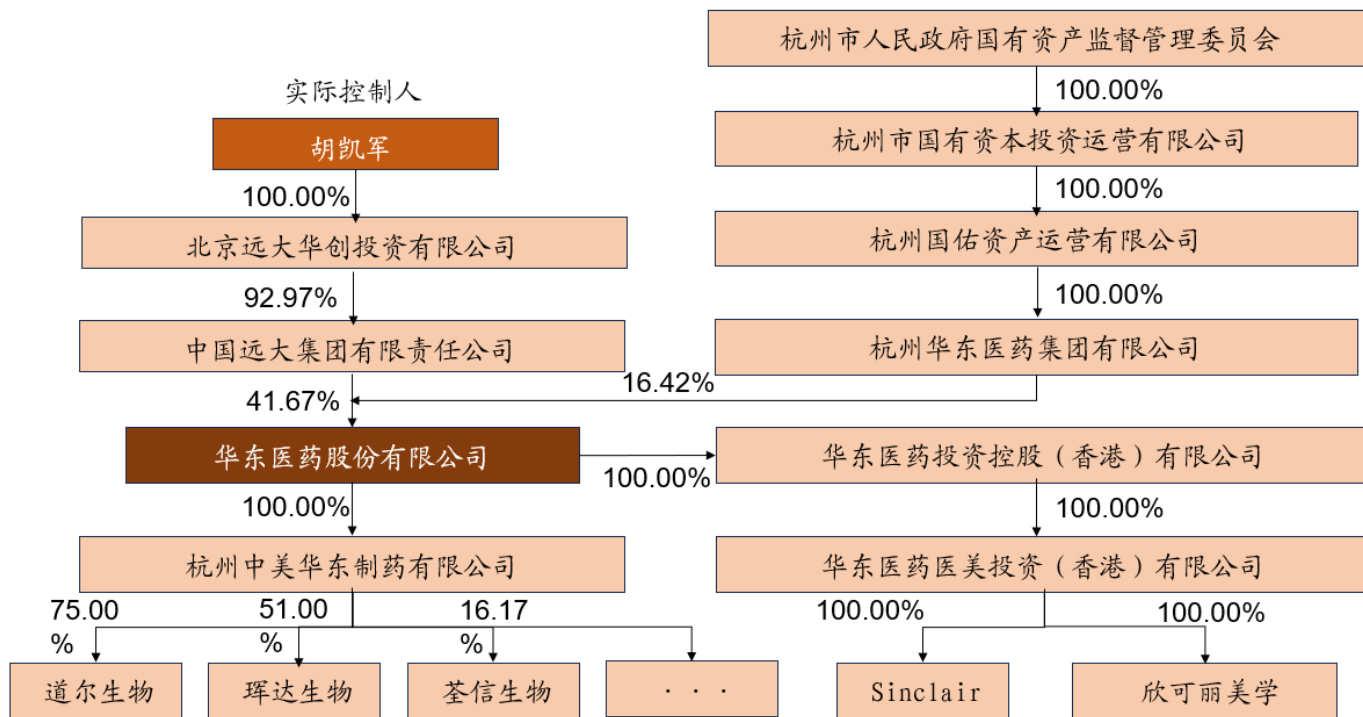 杭州市人民政府国有资产监督管理委员会
100.00%
实际控制人
胡凯军
杭州市国有资本投资运营有限公司
100.00%
100.00%
北京远大华创投资有限公司
杭州国佑资产运营有限公司
92.97%
100.00%
中国远大集团有限责任公司
杭州华东医药集团有限公司
16.42%
41.67%
华东医药股份有限公司
华东医药投资控股（香港）有限公司
100.00%
100.00%
100.00%
杭州中美华东制药有限公司
华东医药医美投资（香港）有限公司
75.00
%
51.00
%
16.17
%
100.00%
100.00%
道尔生物
珲达生物
荃信生物
···
Sinclair
欣可丽美学